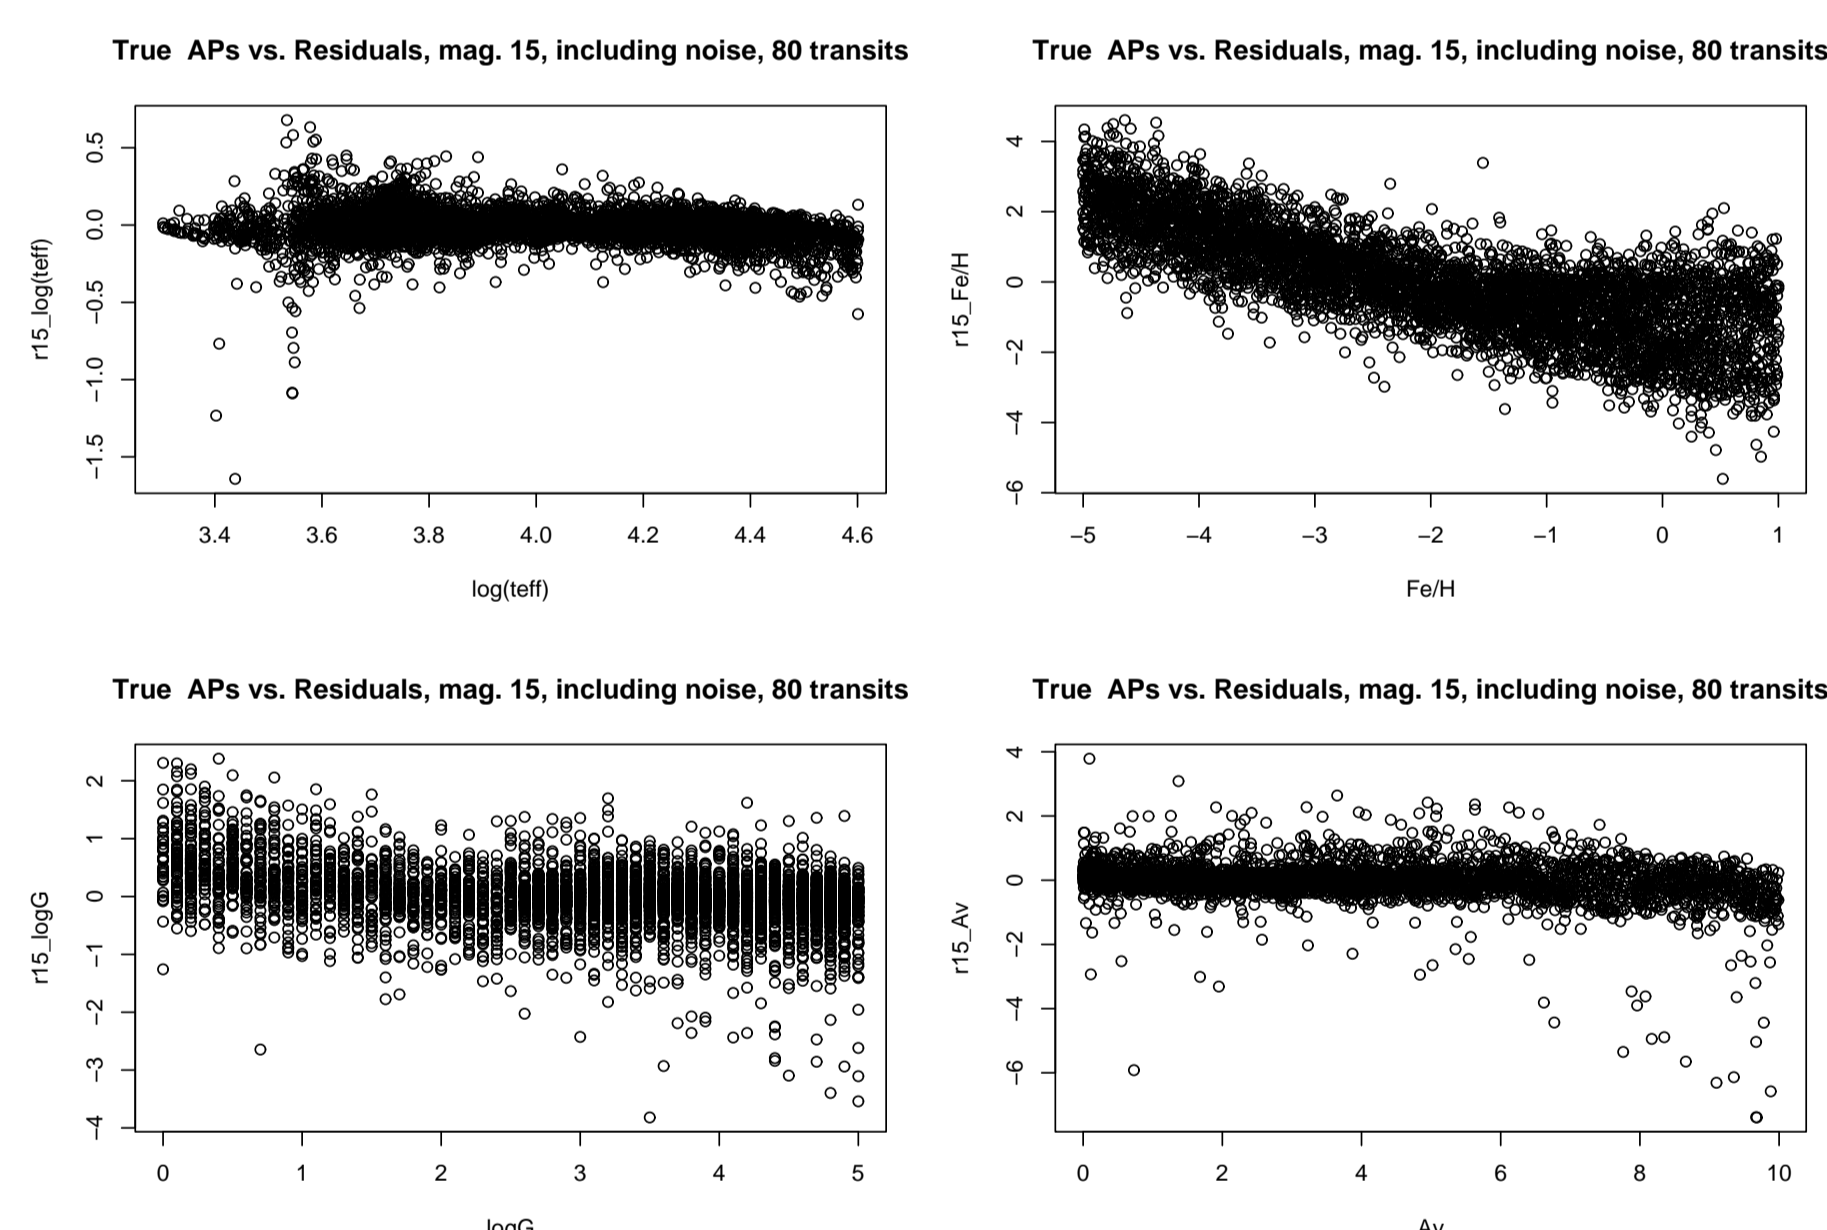 True  APs vs. Residuals, mag. 15, including noise, 80 transits
0.5
0.0
−0.5
−1.0
−1.5
r15_log(teff)
3.4 3.6 3.8 4.0 4.2 4.4 4.6
log(teff)
True  APs vs. Residuals, mag. 15, including noise, 80 transits
4
2
0
−2
−4
−6
r15_Fe/H
−5 −4 −3 −2 −1 0 1
Fe/H
True  APs vs. Residuals, mag. 15, including noise, 80 transits
2
1
0
−1
−2
−3
−4
r15_logG
0 1 2 3 4 5
logG
True  APs vs. Residuals, mag. 15, including noise, 80 transits
4
2
0
−2
−4
−6
r15_Av
0 2 4 6 8 10
Av